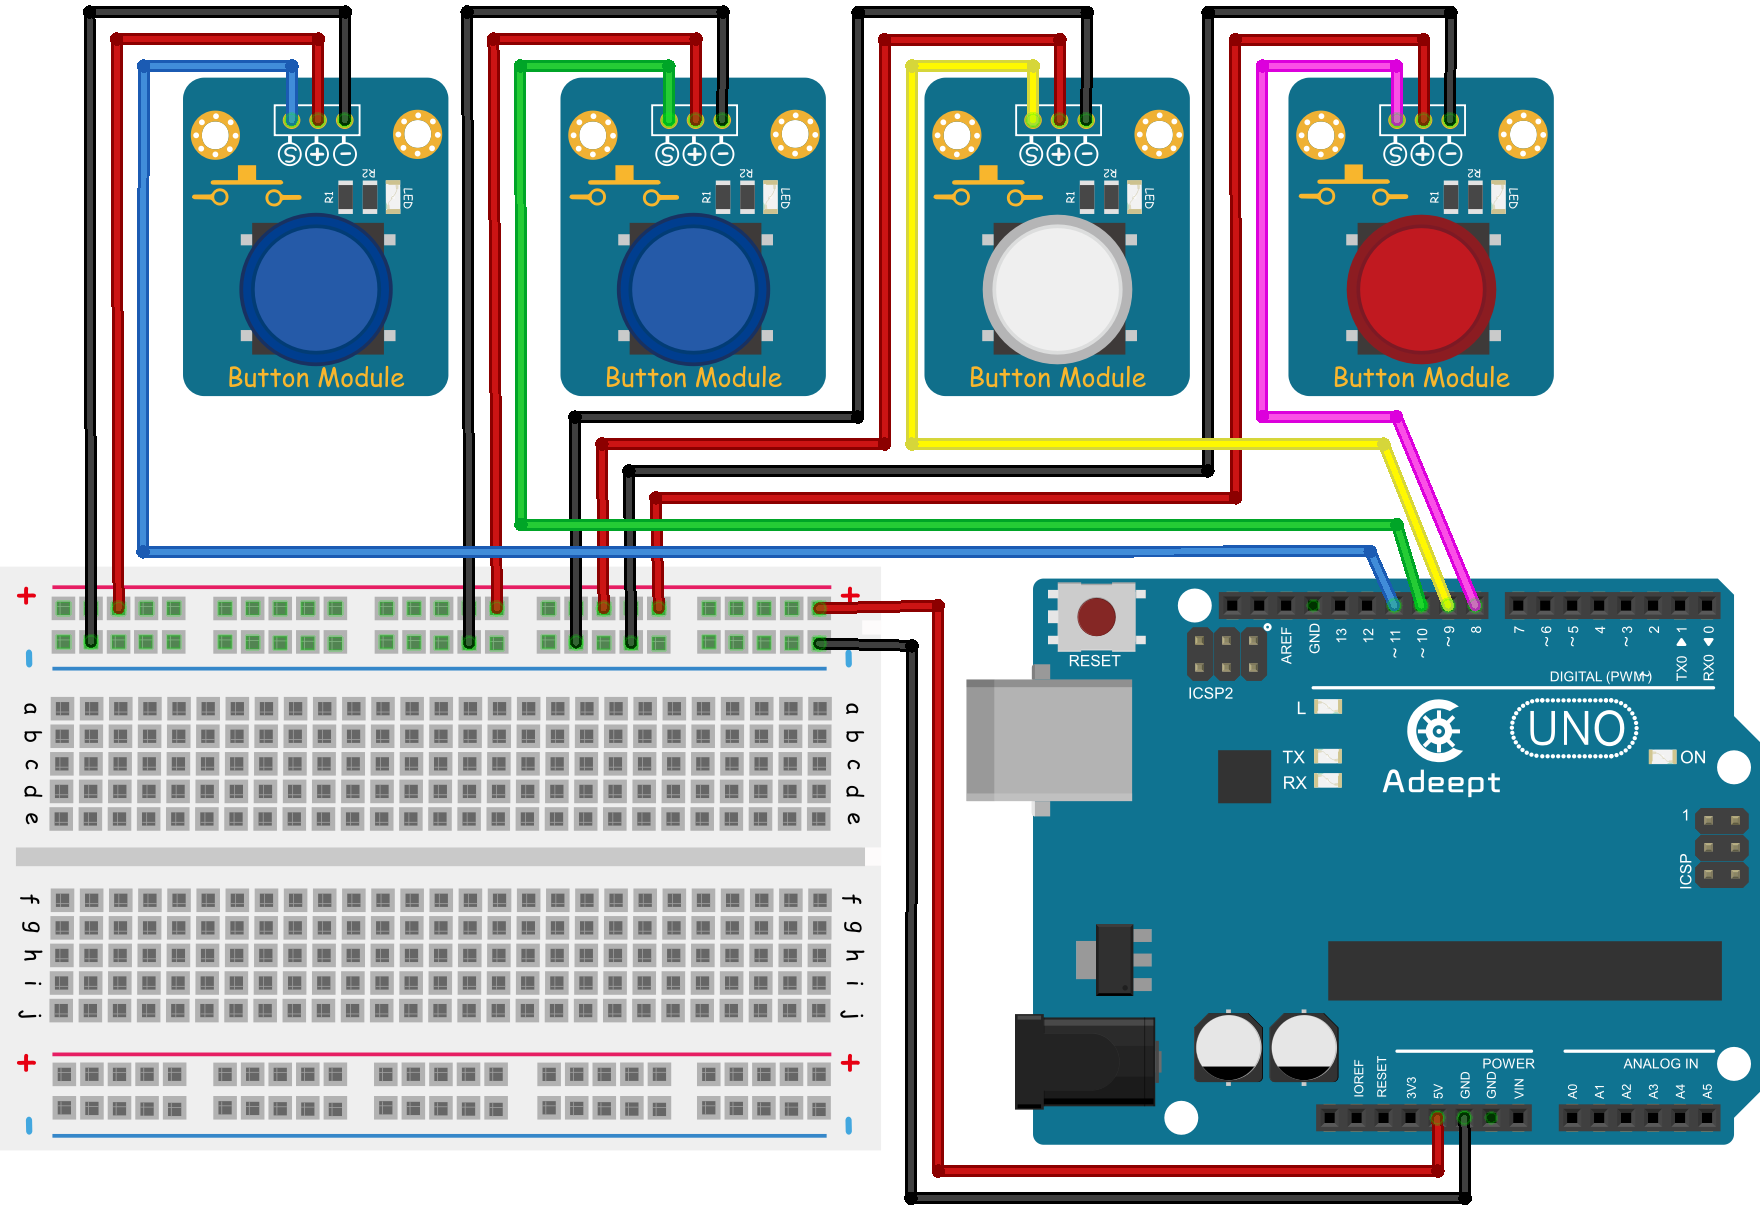 S + −
R1 R2 LED
Button Module
S + −
R1 R2 LED
Button Module
S + −
R1 R2 LED
Button Module
S + −
R1 R2 LED
Button Module
+ +
− −
a a
b b
c c
d d
e e
f f
g g
h h
i i
j j
+ +
− −
RESET
ICSP2
AREF GND 13 12 ~11 ~10 ~9 8 7 ~6 ~5 4 ~3 2 TX0 ▶ 1 RX0 ◀ 0
DIGITAL (PWM~)
L
TX
RX
UNO
Adeept
ON
1
ICSP
POWER ANALOG IN
IOREF RESET 3V3 5V GND GND VIN A0 A1 A2 A3 A4 A5